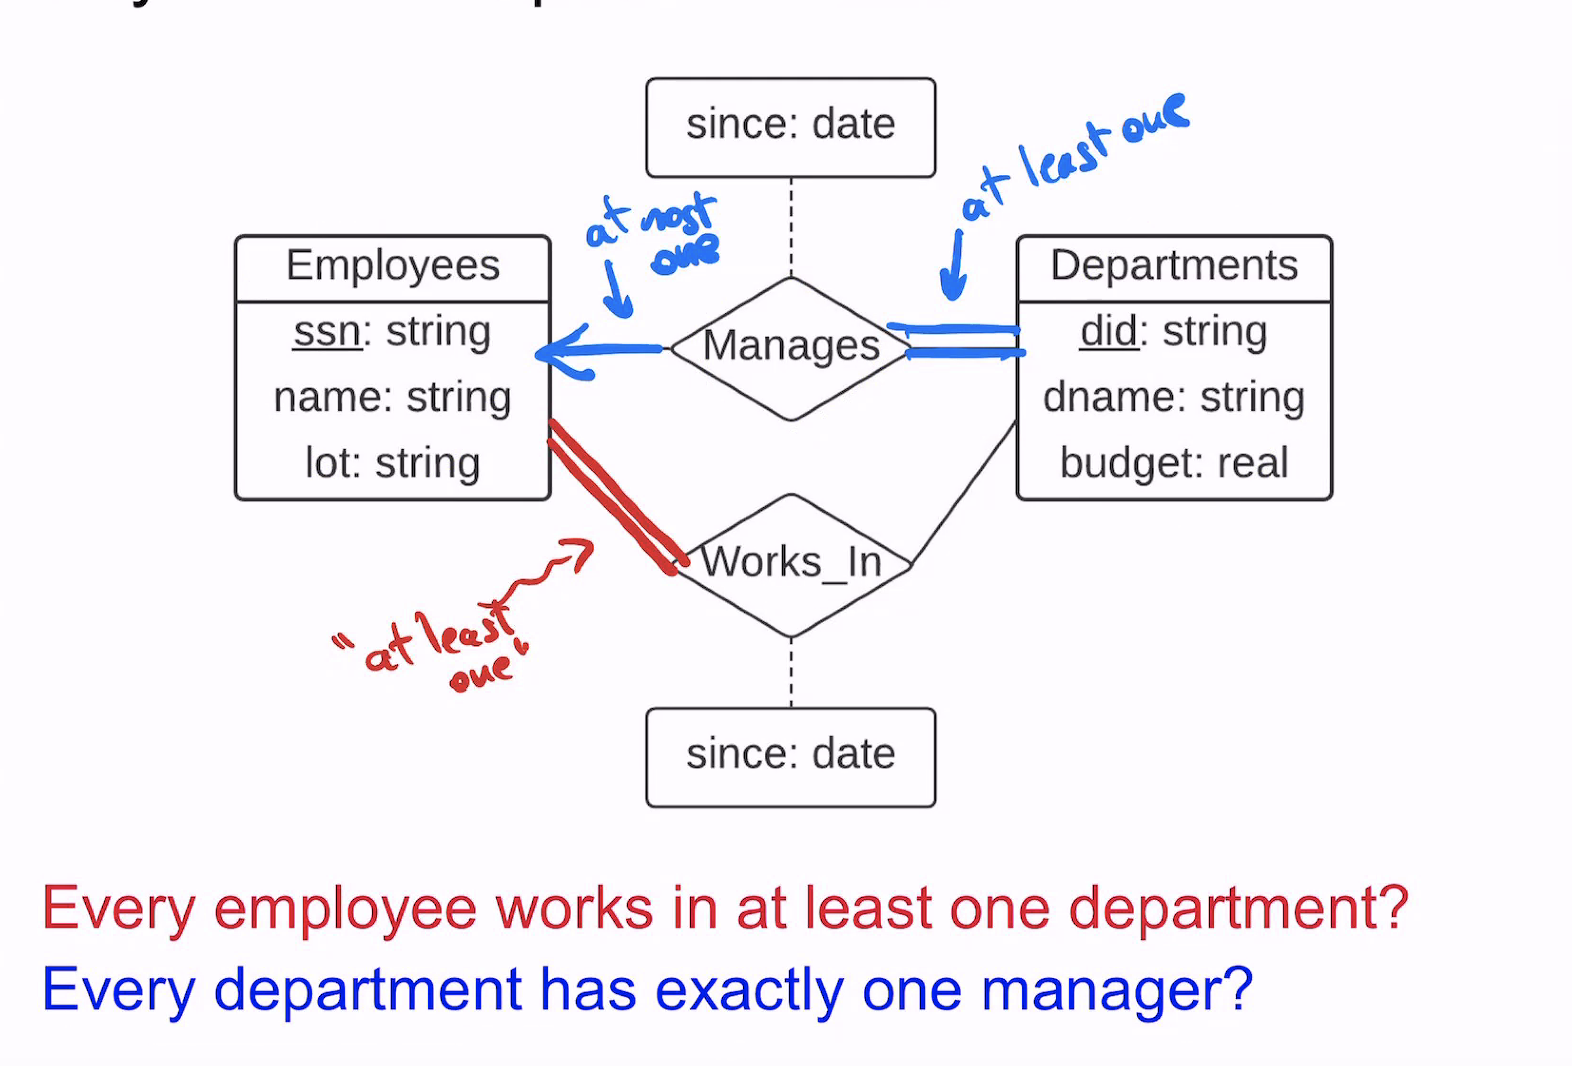 since: date
at least one
at most
one
Employees
ssn: string
name: string
lot: string
Manages
Departments
did: string
dname: string
budget: real
Works_In
"at least
one"
since: date
Every employee works in at least one department?
Every department has exactly one manager?